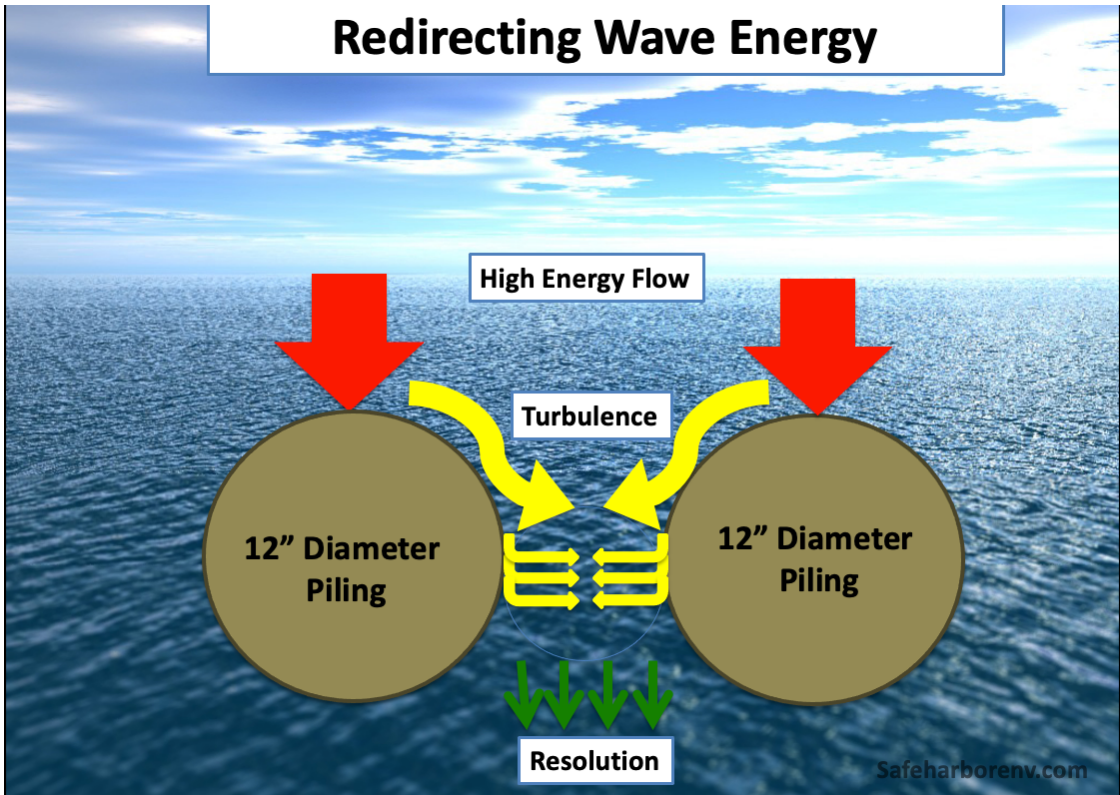 Redirecting Wave Energy
High Energy Flow
Turbulence
12” Diameter
Piling
12” Diameter
Piling
Resolution
Safeharborenv.com